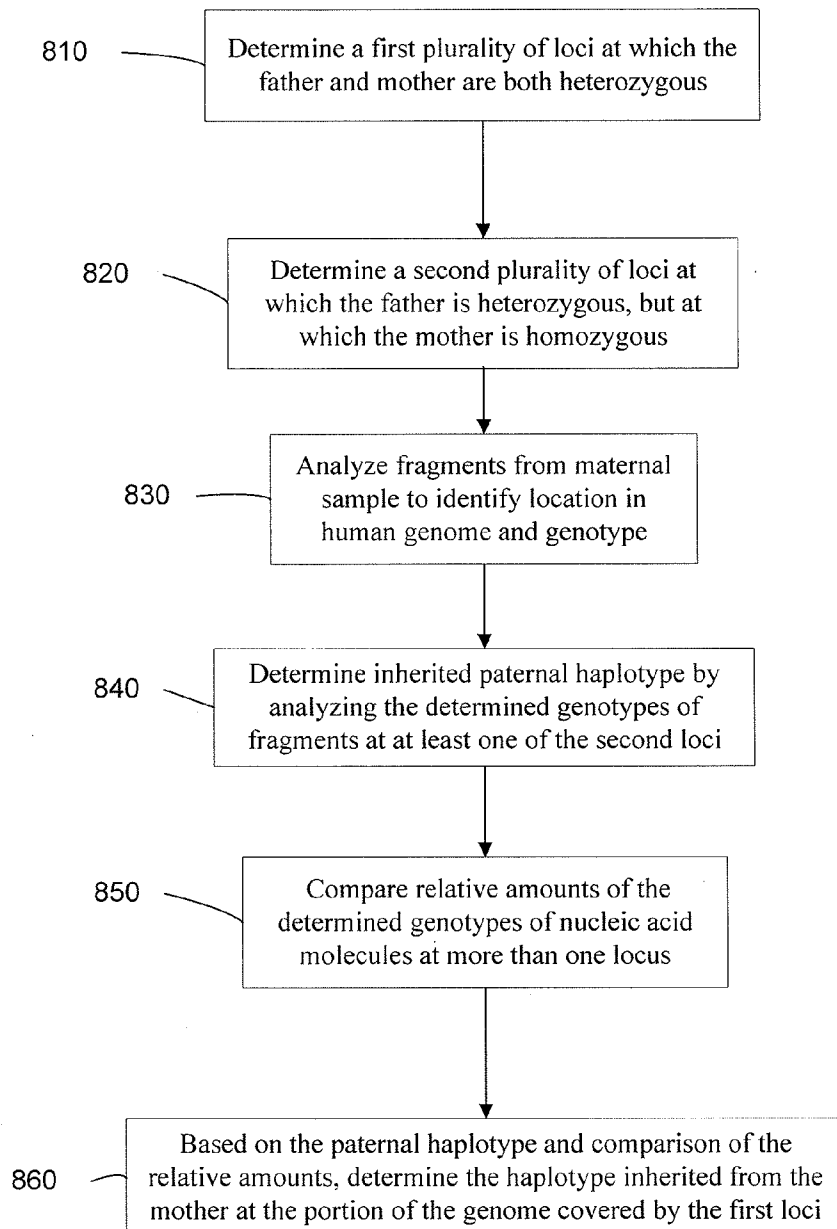 810
Determine a first plurality of loci at which the
father and mother are both heterozygous
820
Determine a second plurality of loci at
which the father is heterozygous, but at
which the mother is homozygous
830
Analyze fragments from maternal
sample to identify location in
human genome and genotype
840
Determine inherited paternal haplotype by
analyzing the determined genotypes of
fragments at at least one of the second loci
850
Compare relative amounts of the
determined genotypes of nucleic acid
molecules at more than one locus
860
Based on the paternal haplotype and comparison of the
relative amounts, determine the haplotype inherited from the
mother at the portion of the genome covered by the first loci